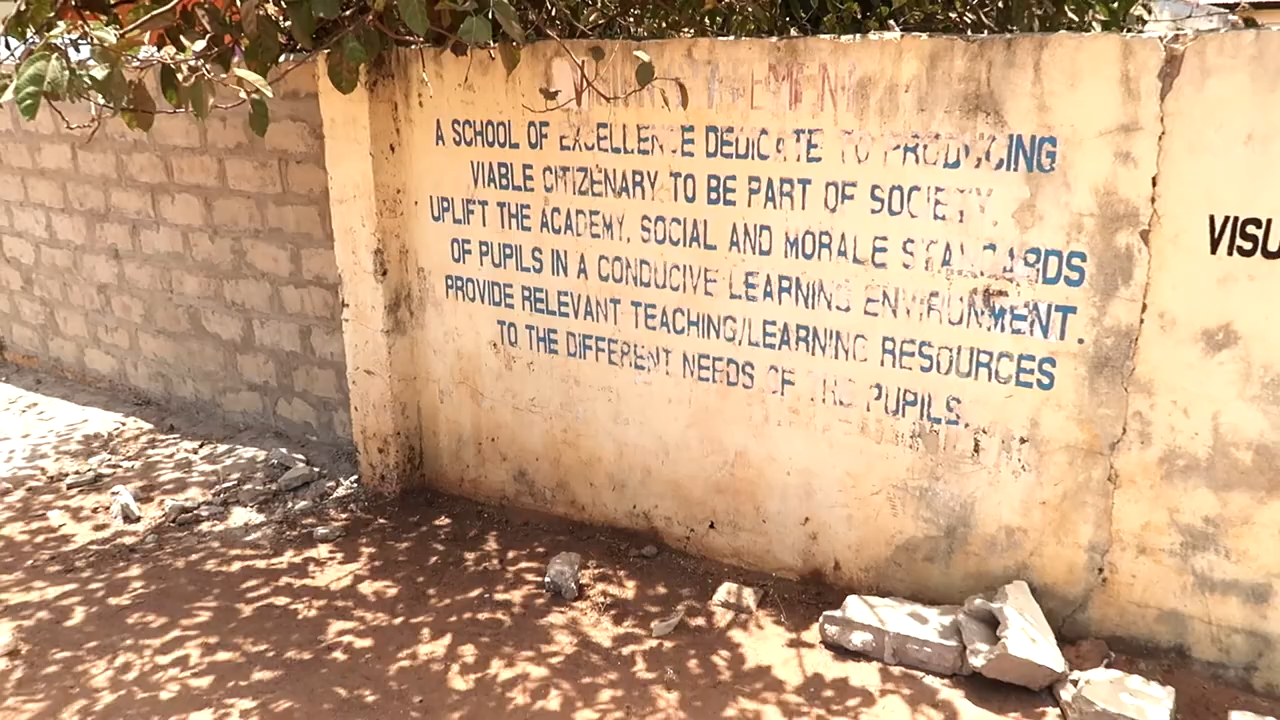 A SCHOOL OF EXCELLENCE DEDICATE TO PRODUCING
VIABLE CITIZENARY TO BE PART OF SOCIETY.
UPLIFT THE ACADEMY, SOCIAL AND MORALE STANDARDS
OF PUPILS IN A CONDUCIVE LEARNING ENVIRONMENT.
PROVIDE RELEVANT TEACHING/LEARNING RESOURCES
TO THE DIFFERENT NEEDS OF THE PUPILS.
VISU